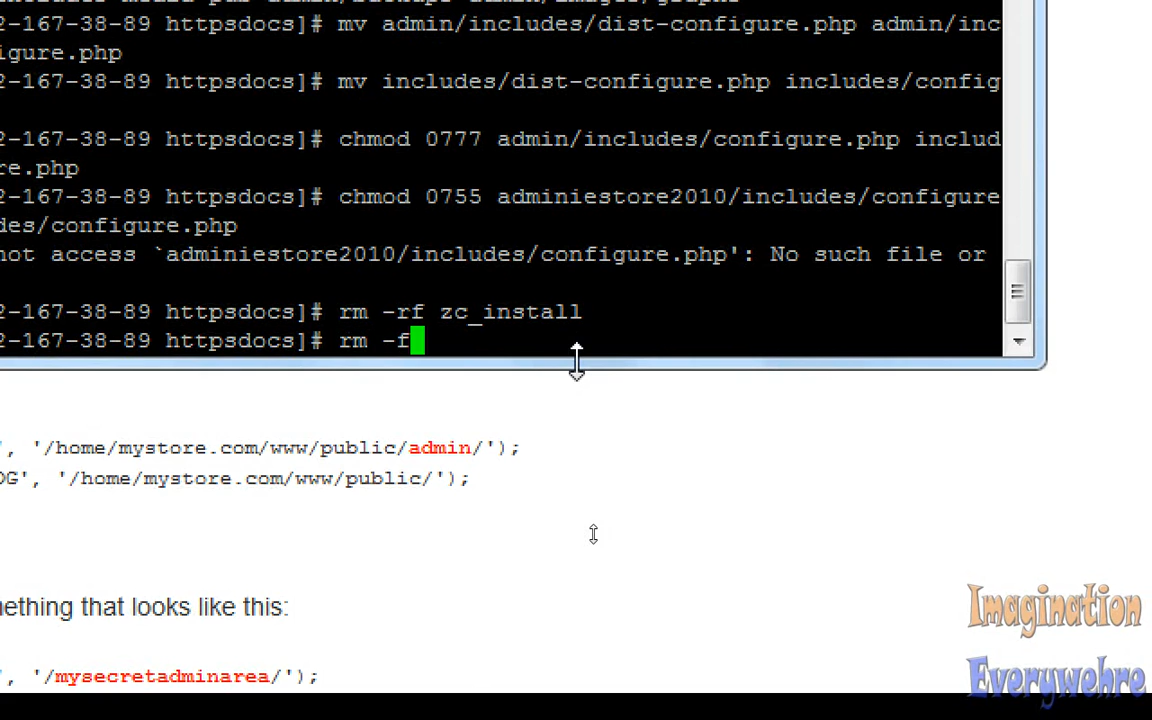 2-167-38-89 httpsdocs]# mv admin/includes/dist-configure.php admin/inc
igure.php
2-167-38-89 httpsdocs]# mv includes/dist-configure.php includes/config
2-167-38-89 httpsdocs]# chmod 0777 admin/includes/configure.php includ
re.php
2-167-38-89 httpsdocs]# chmod 0755 adminiestore2010/includes/configure
des/configure.php
not access `adminiestore2010/includes/configure.php': No such file or
2-167-38-89 httpsdocs]# rm -rf zc_install
2-167-38-89 httpsdocs]# rm -f
', '/home/mystore.com/www/public/admin/');
OG', '/home/mystore.com/www/public/');
mething that looks like this:
', '/mysecretadminarea/');
Imagination
Everywehre